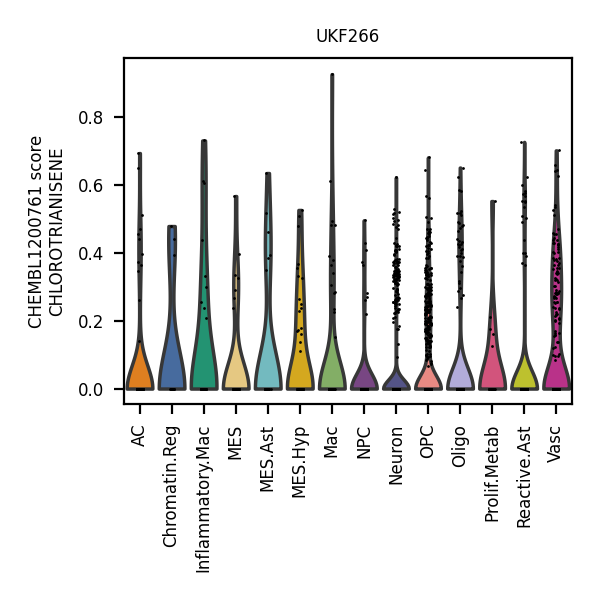 UKF266
CHEMBL1200761 score
CHLOROTRIANISENE
0.8
0.6
0.4
0.2
0.0
AC
Chromatin.Reg
Inflammatory.Mac
MES
MES.Ast
MES.Hyp
Mac
NPC
Neuron
OPC
Oligo
Prolif.Metab
Reactive.Ast
Vasc